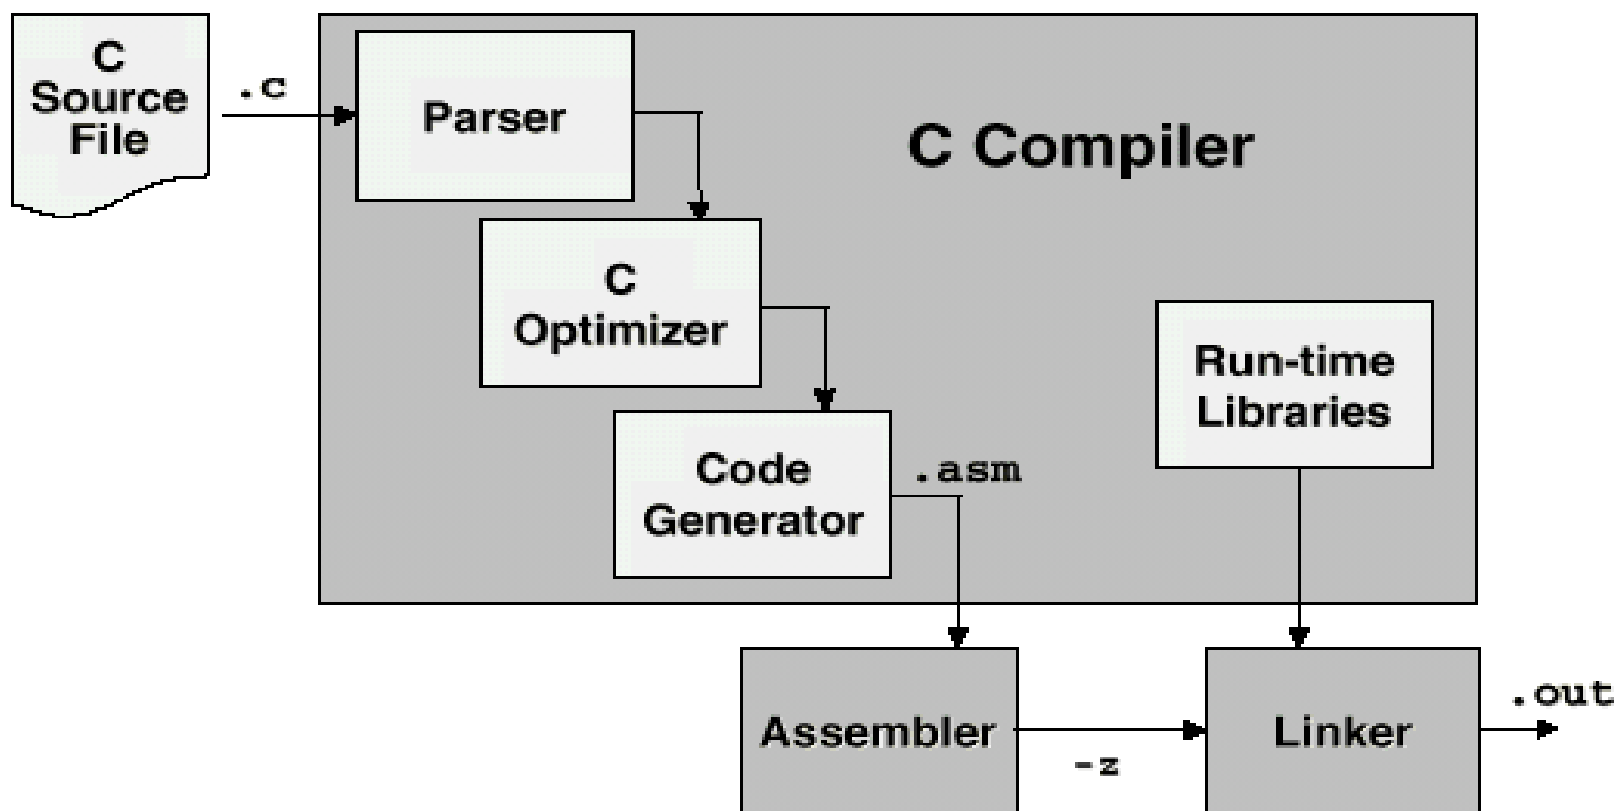 C
Source
File
.c
Parser
C Compiler
C
Optimizer
Run-time
Libraries
Code
Generator
.asm
Assembler
-z
Linker
.out